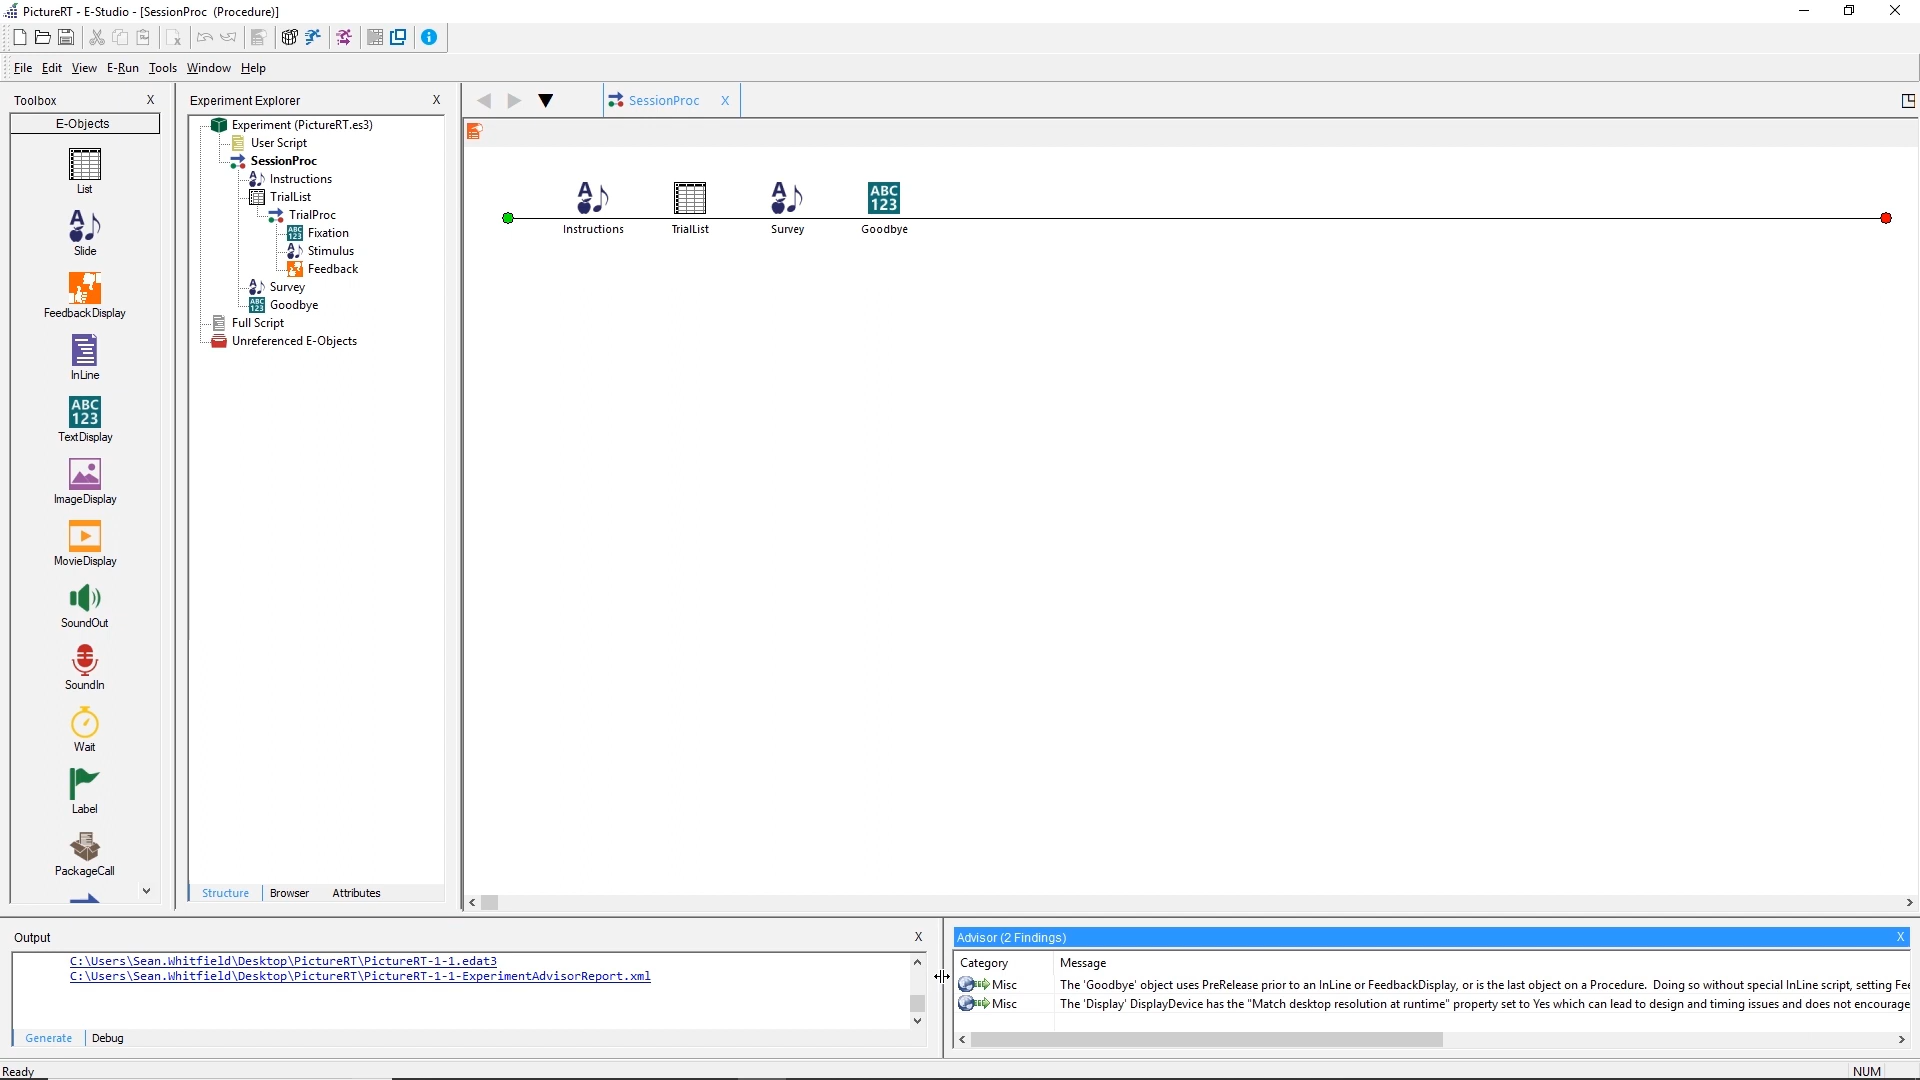 PictureRT - E-Studio - [SessionProc (Procedure)]
File Edit View E-Run Tools Window Help
Toolbox X
E-Objects
List
Slide
FeedbackDisplay
InLine
ABC
123
TextDisplay
ImageDisplay
MovieDisplay
SoundOut
SoundIn
Wait
Label
PackageCall
Experiment Explorer X
Experiment (PictureRT.es3)
User Script
SessionProc
Instructions
TrialList
TrialProc
Fixation
Stimulus
Feedback
Survey
Goodbye
Full Script
Unreferenced E-Objects
Structure Browser Attributes
SessionProc X
ABC
123
Instructions TrialList Survey Goodbye
Output X
C:\Users\Sean.Whitfield\Desktop\PictureRT\PictureRT-1-1.edat3
C:\Users\Sean.Whitfield\Desktop\PictureRT\PictureRT-1-1-ExperimentAdvisorReport.xml
Generate Debug
Advisor (2 Findings) X
Category Message
Misc The 'Goodbye' object uses PreRelease prior to an InLine or FeedbackDisplay, or is the last object on a Procedure. Doing so without special InLine script, setting Fee
Misc The 'Display' DisplayDevice has the "Match desktop resolution at runtime" property set to Yes which can lead to design and timing issues and does not encourage
Ready NUM